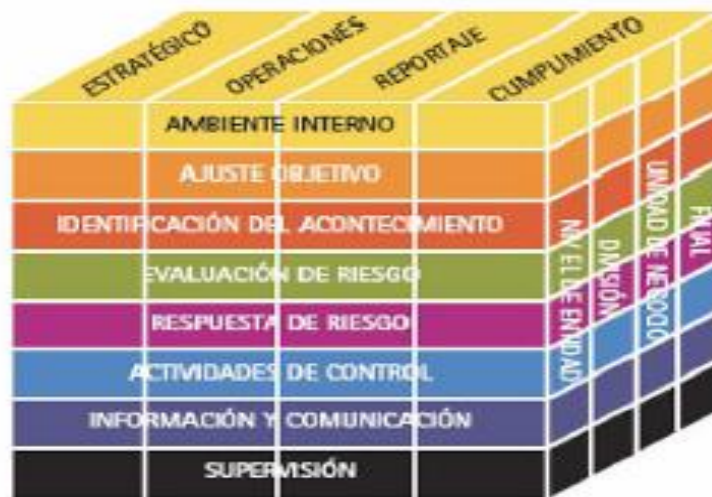 ESTRATÉGICO
OPERACIONES
REPORTAJE
CUMPLIMIENTO
AMBIENTE INTERNO
AJUSTE OBJETIVO
IDENTIFICACIÓN DEL ACONTECIMIENTO
EVALUACIÓN DE RIESGO
RESPUESTA DE RIESGO
ACTIVIDADES DE CONTROL
INFORMACIÓN Y COMUNICACIÓN
SUPERVISIÓN
NIVEL DE ENTIDAD
DIVISIÓN
UNIDAD DE NEGOCIO
FILIAL